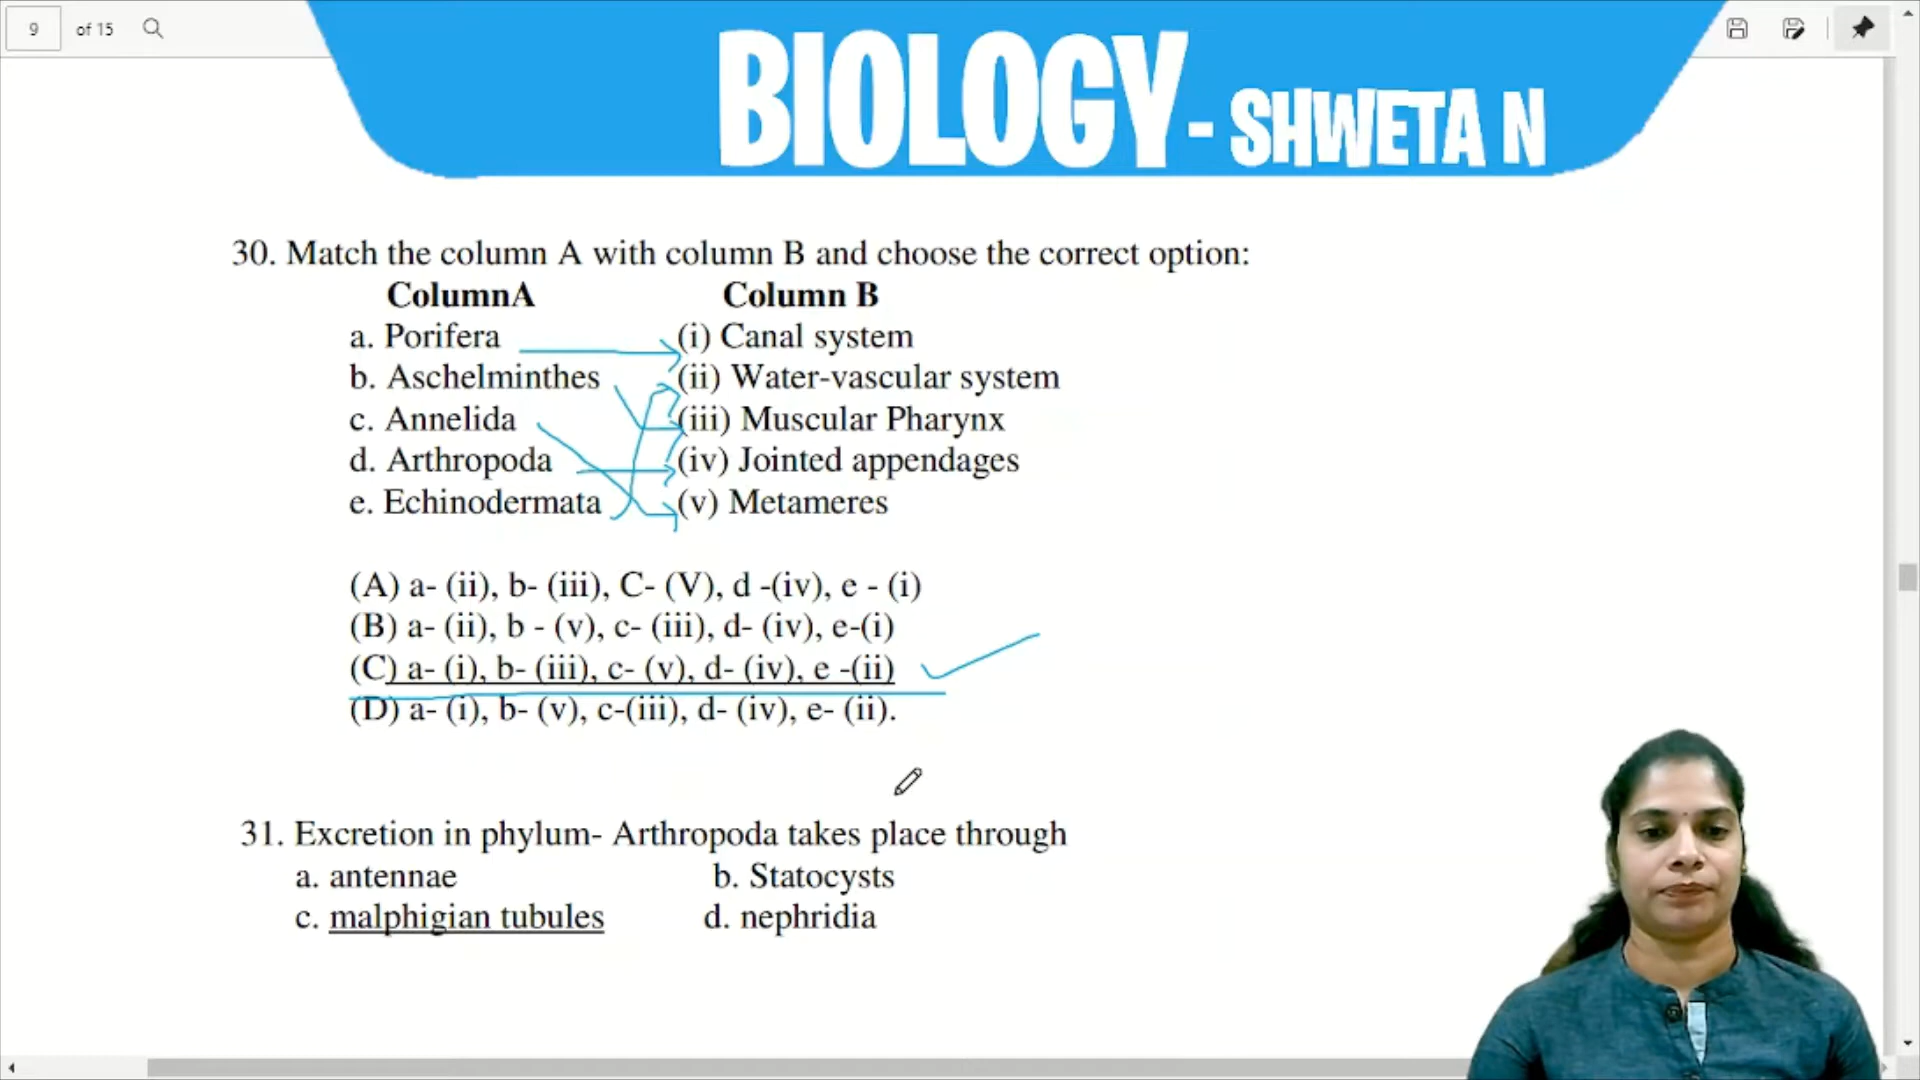 9 of 15
BIOLOGY - SHWETA N
30. Match the column A with column B and choose the correct option:
ColumnA Column B
a. Porifera (i) Canal system
b. Aschelminthes (ii) Water-vascular system
c. Annelida (iii) Muscular Pharynx
d. Arthropoda (iv) Jointed appendages
e. Echinodermata (v) Metameres
(A) a- (ii), b- (iii), C- (V), d -(iv), e - (i)
(B) a- (ii), b - (v), c- (iii), d- (iv), e-(i)
(C) a- (i), b- (iii), c- (v), d- (iv), e -(ii)
(D) a- (i), b- (v), c-(iii), d- (iv), e- (ii).
31. Excretion in phylum- Arthropoda takes place through
a. antennae b. Statocysts
c. malphigian tubules d. nephridia